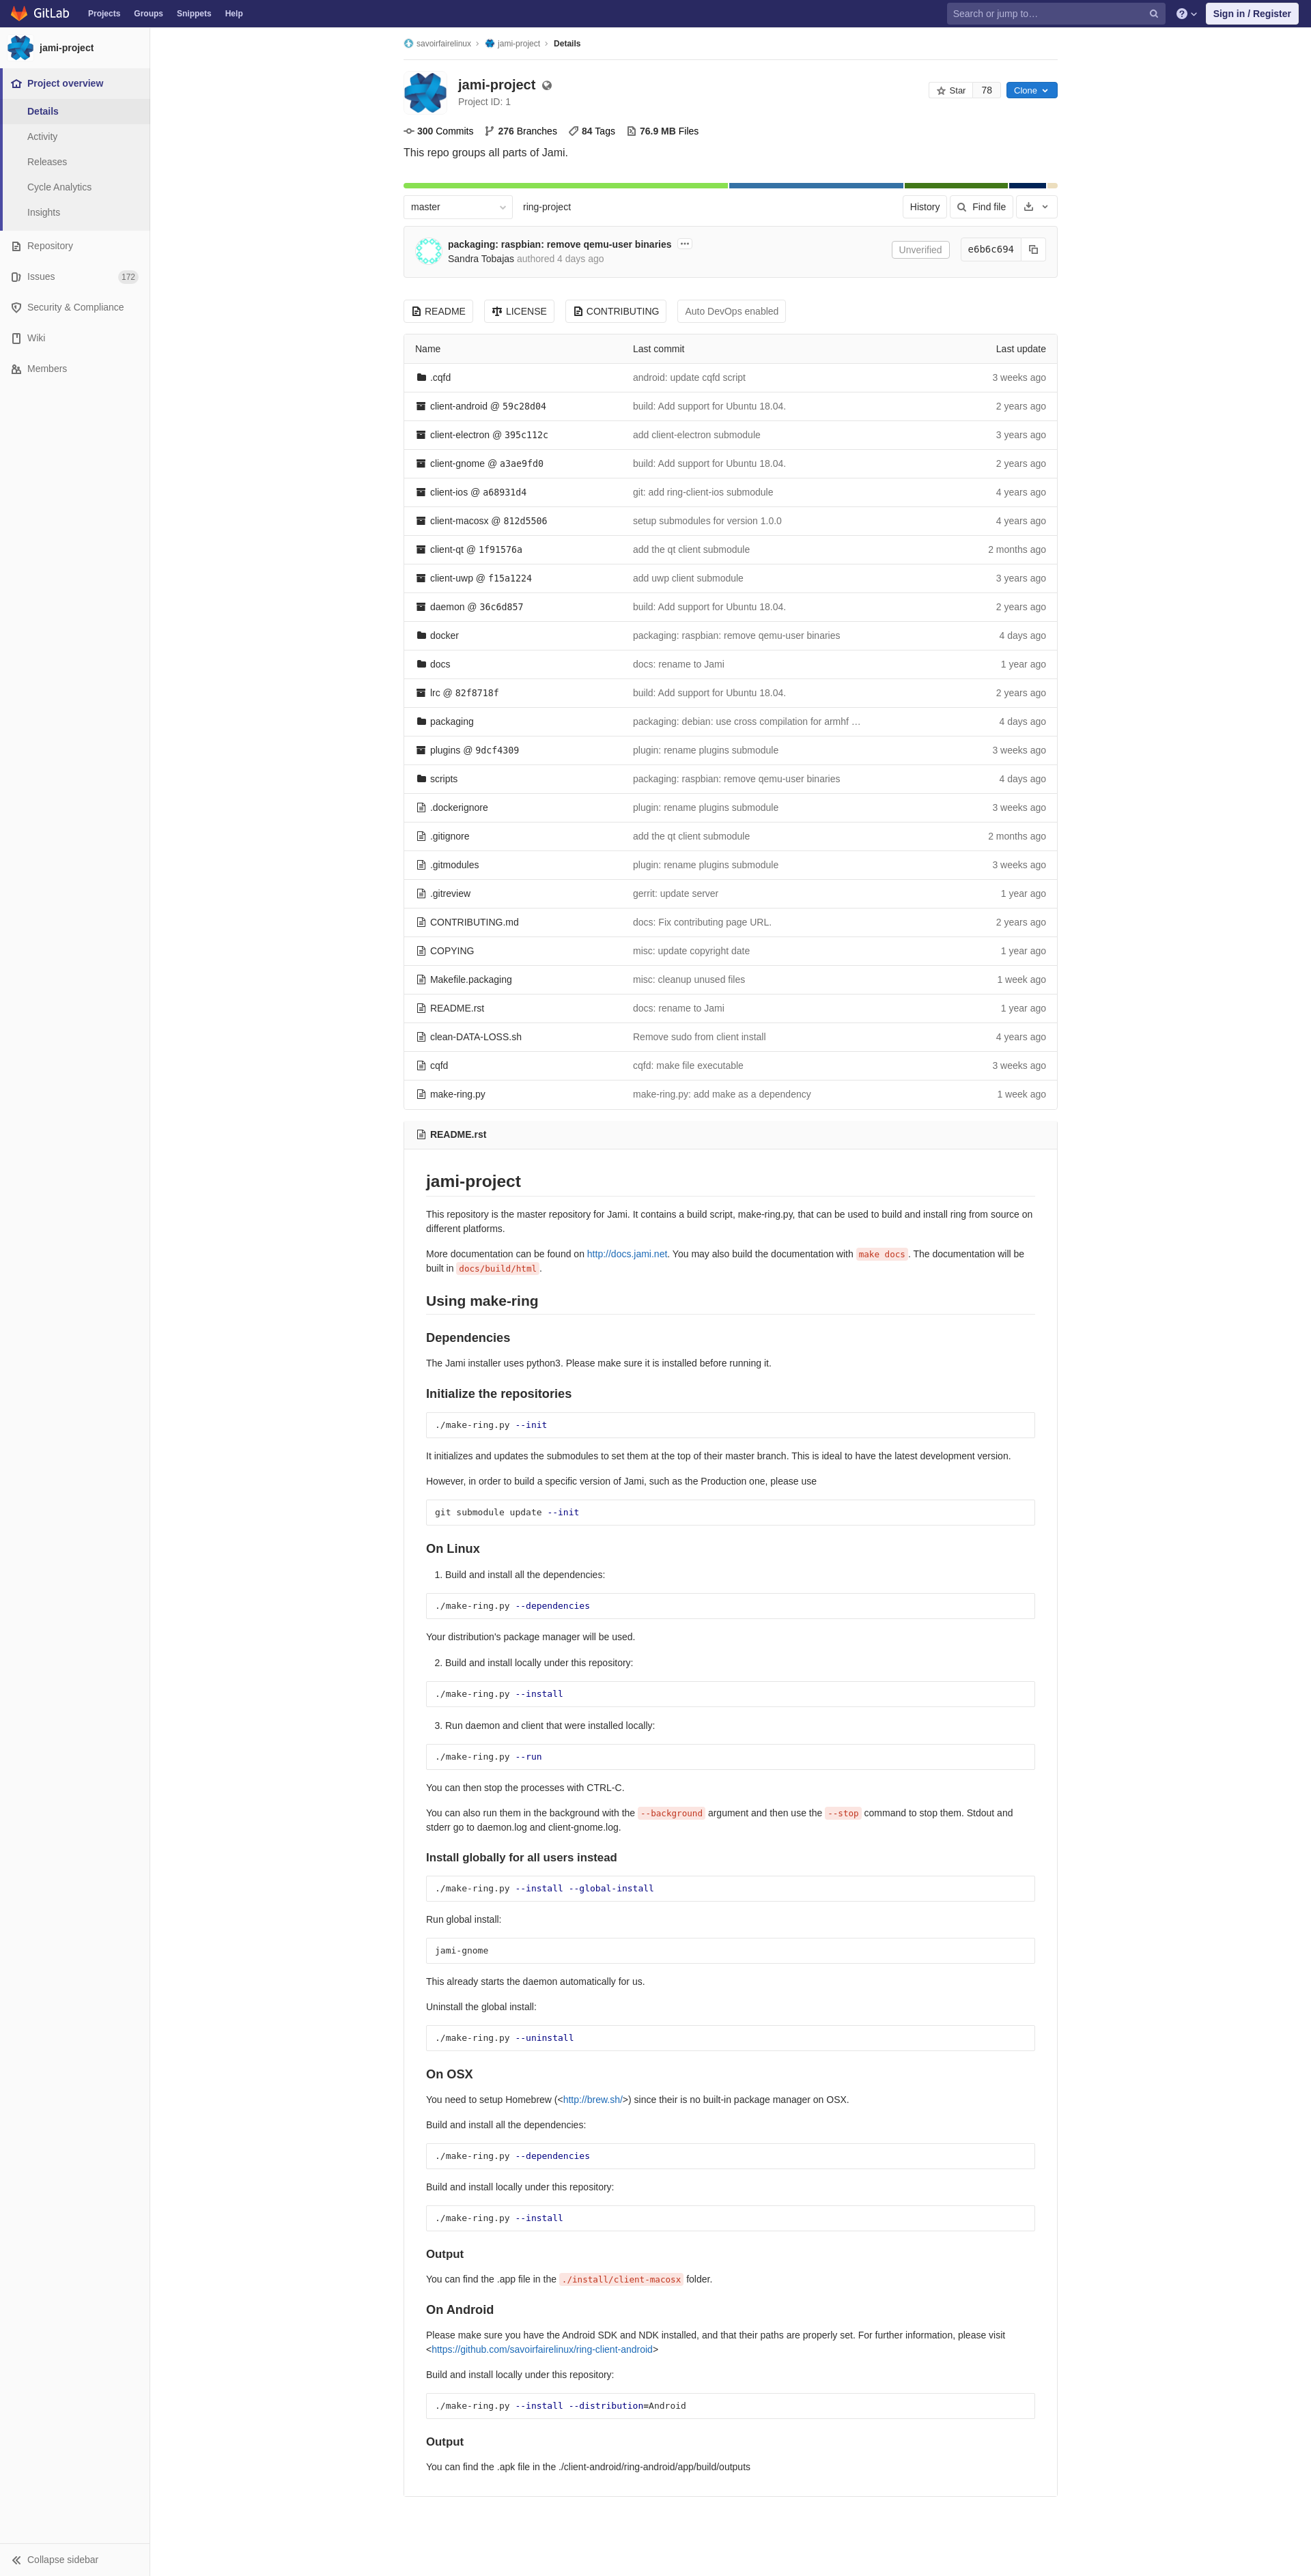 GitLab Projects Groups Snippets Help Search or jump to… Sign in / Register
jami-project
Project overview
Details
Activity
Releases
Cycle Analytics
Insights
Repository
Issues 172
Security & Compliance
Wiki
Members
Collapse sidebar
savoirfairelinux › jami-project › Details
jami-project
Project ID: 1
Star 78 Clone
300 Commits 276 Branches 84 Tags 76.9 MB Files
This repo groups all parts of Jami.
master ring-project History Find file
packaging: raspbian: remove qemu-user binaries
Sandra Tobajas authored 4 days ago
Unverified e6b6c694
README LICENSE CONTRIBUTING Auto DevOps enabled
Name Last commit Last update
.cqfd android: update cqfd script 3 weeks ago
client-android @ 59c28d04 build: Add support for Ubuntu 18.04. 2 years ago
client-electron @ 395c112c add client-electron submodule 3 years ago
client-gnome @ a3ae9fd0 build: Add support for Ubuntu 18.04. 2 years ago
client-ios @ a68931d4 git: add ring-client-ios submodule 4 years ago
client-macosx @ 812d5506 setup submodules for version 1.0.0 4 years ago
client-qt @ 1f91576a add the qt client submodule 2 months ago
client-uwp @ f15a1224 add uwp client submodule 3 years ago
daemon @ 36c6d857 build: Add support for Ubuntu 18.04. 2 years ago
docker packaging: raspbian: remove qemu-user binaries 4 days ago
docs docs: rename to Jami 1 year ago
lrc @ 82f8718f build: Add support for Ubuntu 18.04. 2 years ago
packaging packaging: debian: use cross compilation for armhf … 4 days ago
plugins @ 9dcf4309 plugin: rename plugins submodule 3 weeks ago
scripts packaging: raspbian: remove qemu-user binaries 4 days ago
.dockerignore plugin: rename plugins submodule 3 weeks ago
.gitignore add the qt client submodule 2 months ago
.gitmodules plugin: rename plugins submodule 3 weeks ago
.gitreview gerrit: update server 1 year ago
CONTRIBUTING.md docs: Fix contributing page URL. 2 years ago
COPYING misc: update copyright date 1 year ago
Makefile.packaging misc: cleanup unused files 1 week ago
README.rst docs: rename to Jami 1 year ago
clean-DATA-LOSS.sh Remove sudo from client install 4 years ago
cqfd cqfd: make file executable 3 weeks ago
make-ring.py make-ring.py: add make as a dependency 1 week ago
README.rst
jami-project
This repository is the master repository for Jami. It contains a build script, make-ring.py, that can be used to build and install ring from source on
different platforms.
More documentation can be found on http://docs.jami.net. You may also build the documentation with make docs. The documentation will be
built in docs/build/html.
Using make-ring
Dependencies
The Jami installer uses python3. Please make sure it is installed before running it.
Initialize the repositories
./make-ring.py --init
It initializes and updates the submodules to set them at the top of their master branch. This is ideal to have the latest development version.
However, in order to build a specific version of Jami, such as the Production one, please use
git submodule update --init
On Linux
1. Build and install all the dependencies:
./make-ring.py --dependencies
Your distribution's package manager will be used.
2. Build and install locally under this repository:
./make-ring.py --install
3. Run daemon and client that were installed locally:
./make-ring.py --run
You can then stop the processes with CTRL-C.
You can also run them in the background with the --background argument and then use the --stop command to stop them. Stdout and
stderr go to daemon.log and client-gnome.log.
Install globally for all users instead
./make-ring.py --install --global-install
Run global install:
jami-gnome
This already starts the daemon automatically for us.
Uninstall the global install:
./make-ring.py --uninstall
On OSX
You need to setup Homebrew (<http://brew.sh/>) since their is no built-in package manager on OSX.
Build and install all the dependencies:
./make-ring.py --dependencies
Build and install locally under this repository:
./make-ring.py --install
Output
You can find the .app file in the ./install/client-macosx folder.
On Android
Please make sure you have the Android SDK and NDK installed, and that their paths are properly set. For further information, please visit
<https://github.com/savoirfairelinux/ring-client-android>
Build and install locally under this repository:
./make-ring.py --install --distribution=Android
Output
You can find the .apk file in the ./client-android/ring-android/app/build/outputs